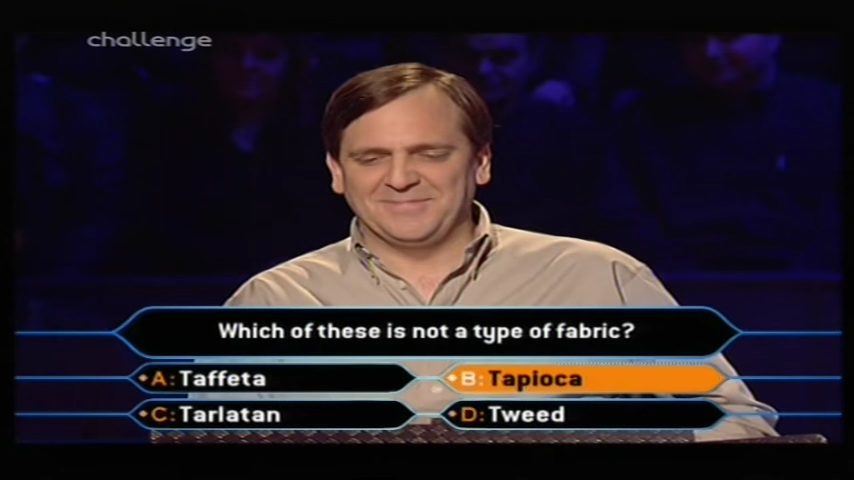 challenge
Which of these is not a type of fabric?
A: Taffeta
B: Tapioca
C: Tarlatan
D: Tweed